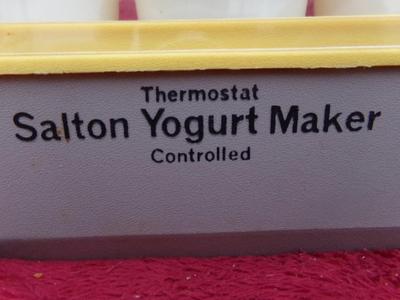 Thermostat
Salton Yogurt Maker
Controlled